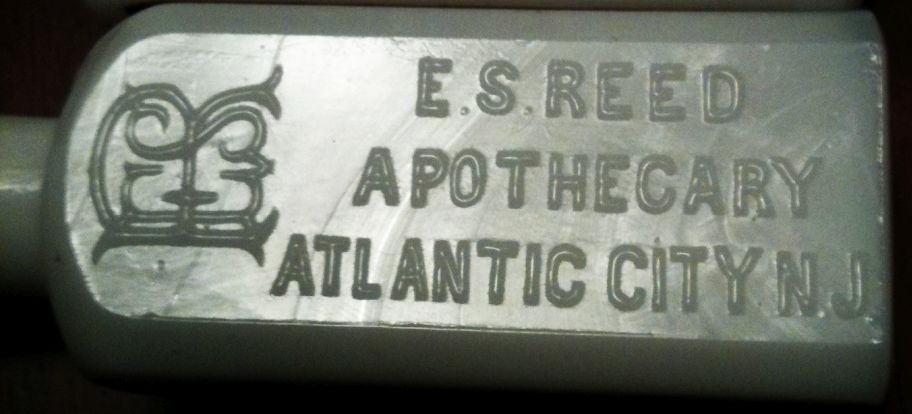 E.S.REED
APOTHECARY
ATLANTIC CITY N.J